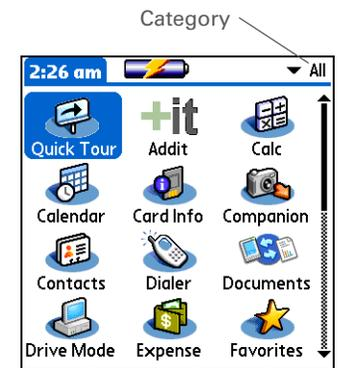 Category
2:26 am
All
Quick Tour
+it
Addit
Calc
Calendar
Card Info
Companion
Contacts
Dialer
Documents
Drive Mode
Expense
Favorites